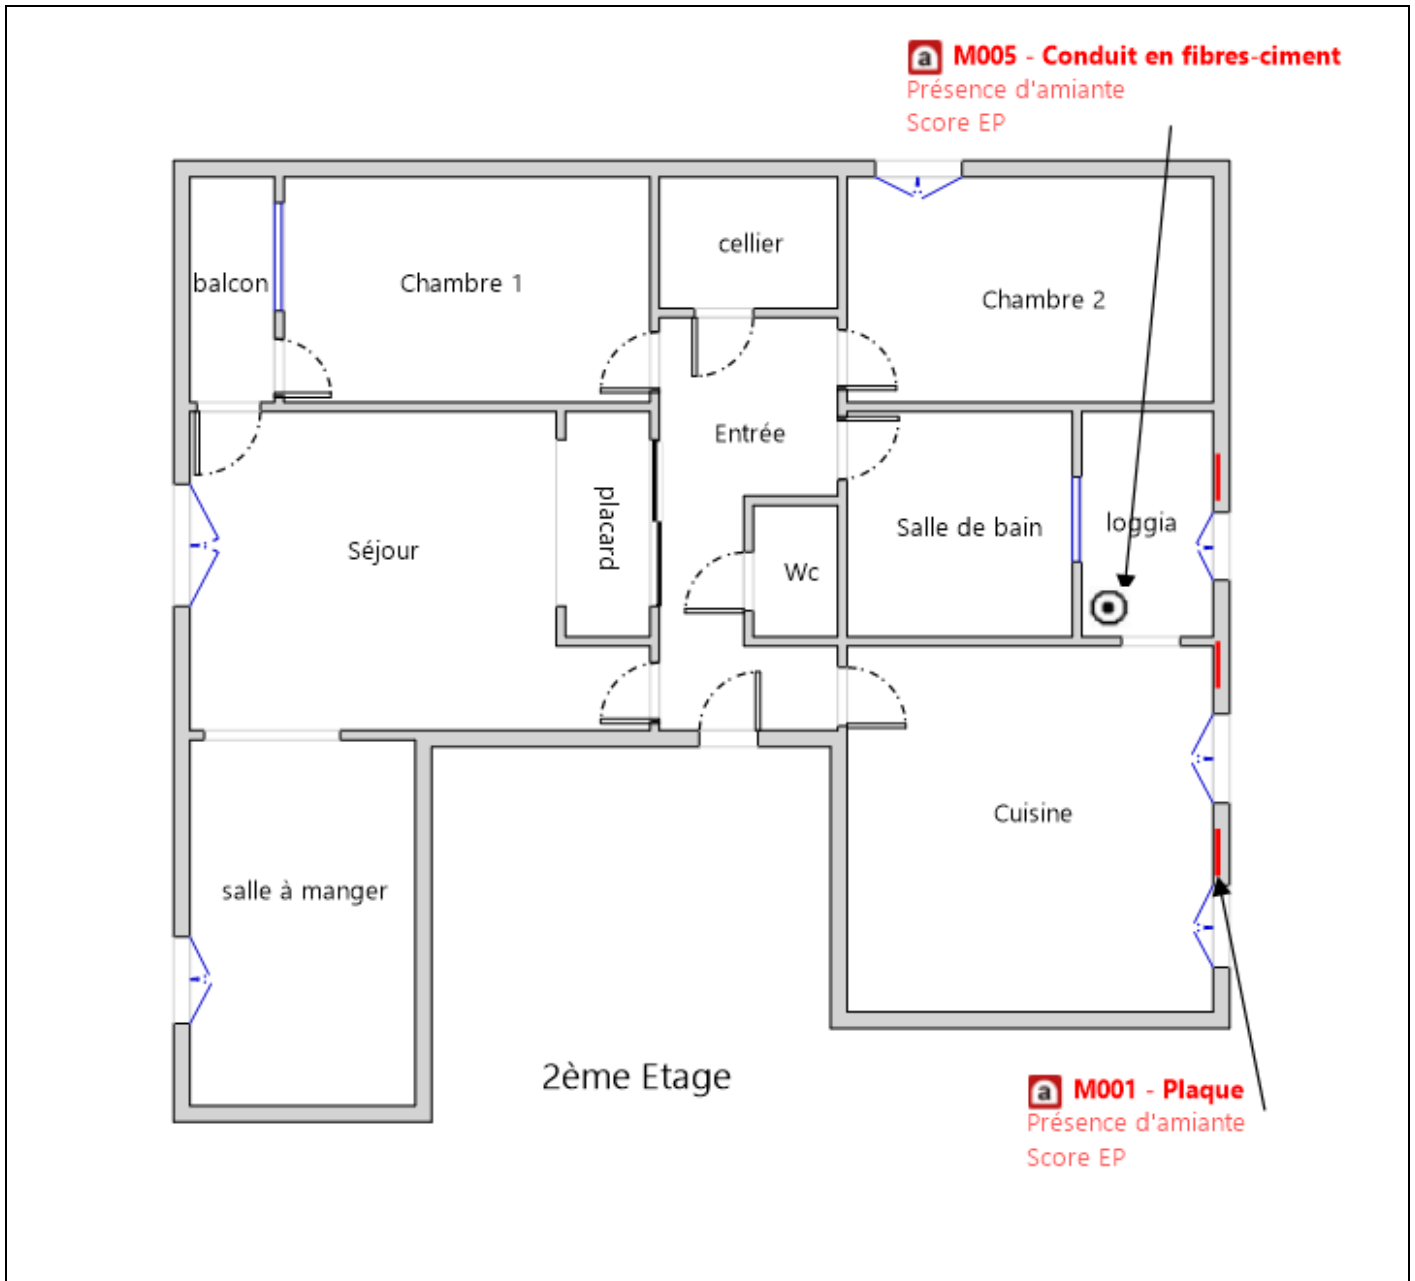 a M005 - Conduit en fibres-ciment
Présence d'amiante
Score EP
cellier
balcon
Chambre 1
Chambre 2
Entrée
placard
Salle de bain
loggia
Séjour
Wc
Cuisine
salle à manger
2ème Etage
a M001 - Plaque
Présence d'amiante
Score EP